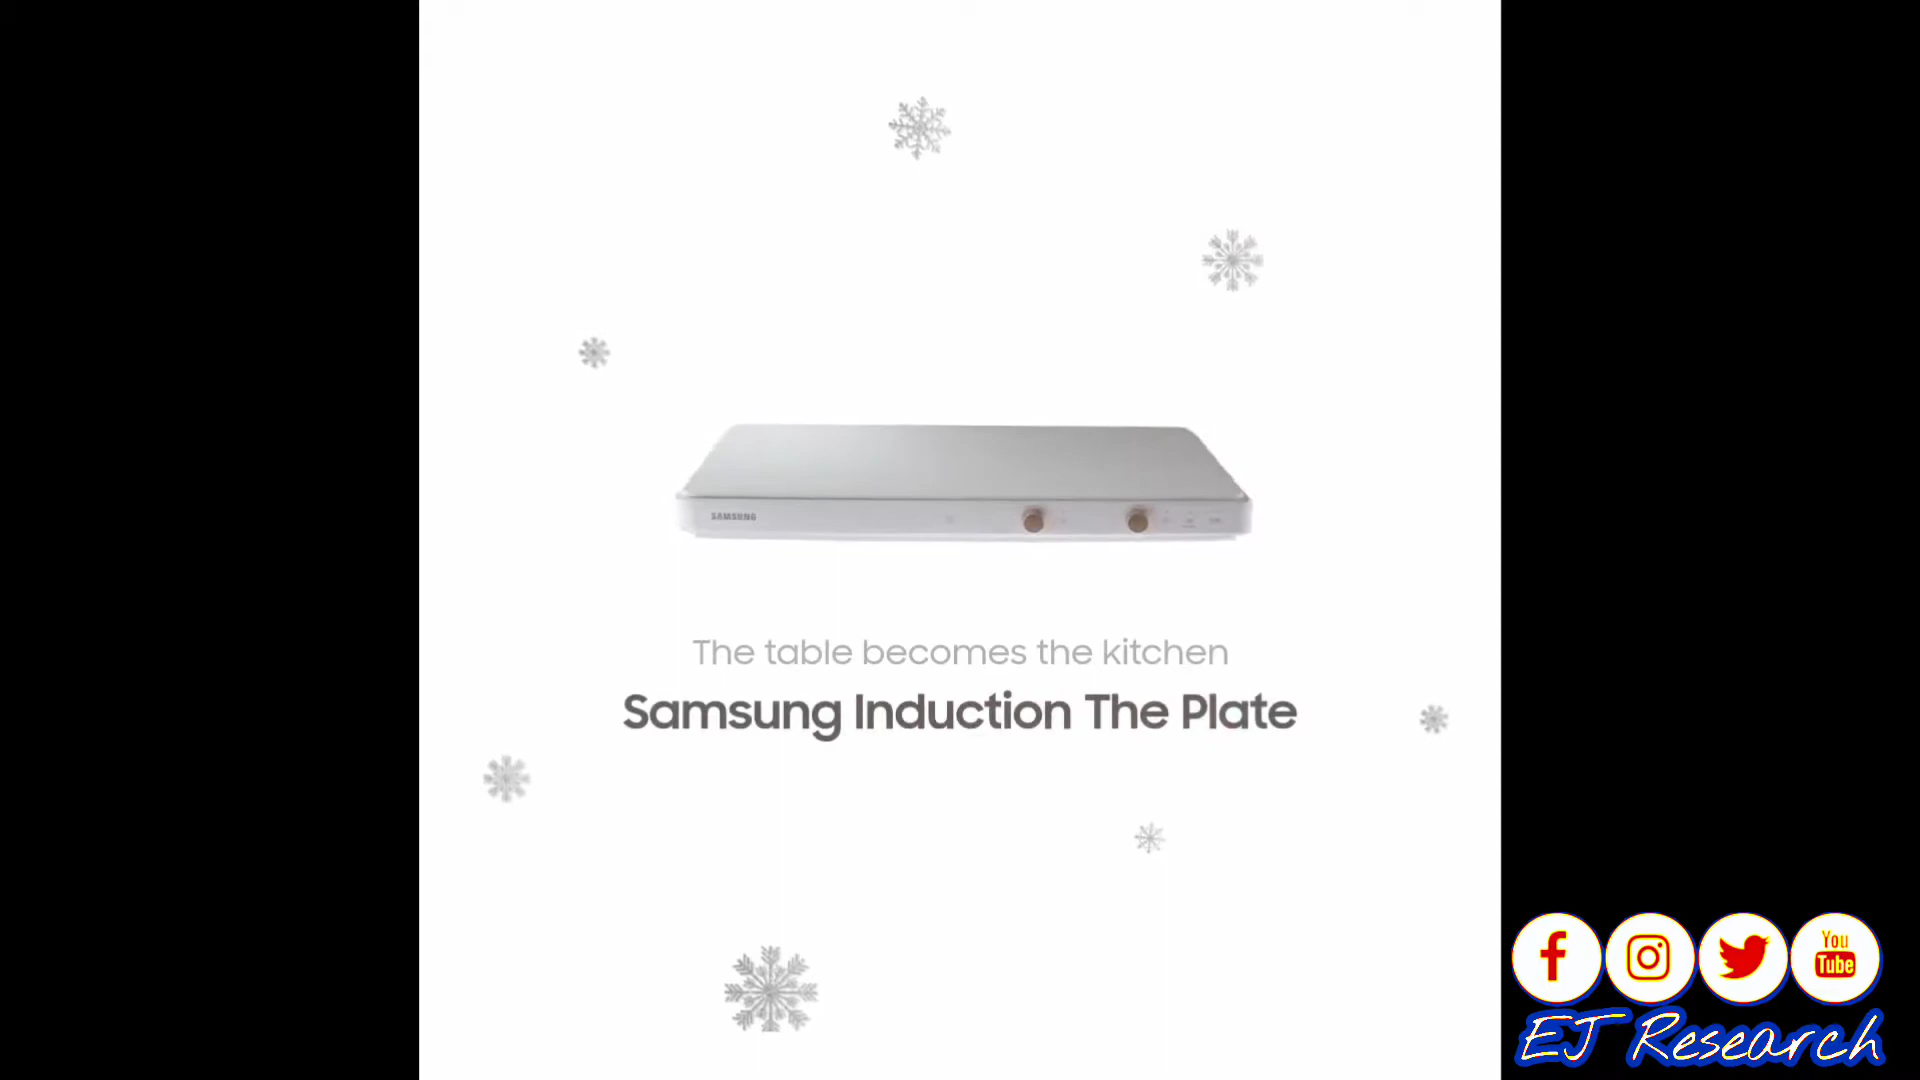 SAMSUNG
The table becomes the kitchen
Samsung Induction The Plate
You
Tube
EJ Research